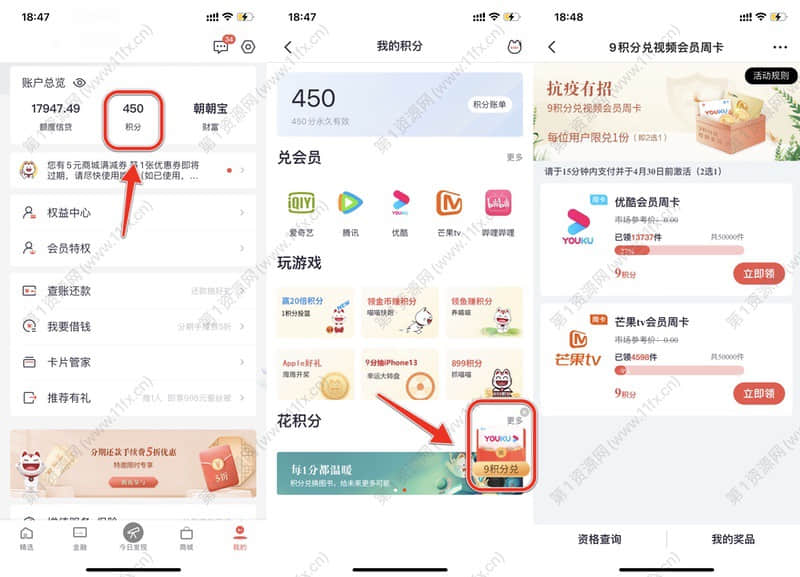 18:47
34
账户总览
17947.49
额度信贷
450
积分
朝朝宝
财富
您有5元商城满减券 第1张优惠券即将
过期，请尽快使用
(如已使用，...
权益中心
会员特权
查账还款
还款搞好
我要借钱
分期手续费5折
卡片管家
推荐有礼
推1人
分期还款手续费5折优惠
特邀限时专享
5折
精选
金融
今日发现
商城
我的
18:47
我的积分
450
450分永久有效
积分账单
兑会员
更多
iQIYI
YOUKU
bilibili
爱奇艺
腾讯
优酷
芒果tv
哔哩哔哩
玩游戏
赢20倍积分
1积分投篮
NEW
领金币赚积分
喵喵快跑
领鱼赚积分
养喵喵
Apple好礼
海海开奖
9分抽iPhone13
幸运大转盘
899积分
抓喵喵
花积分
更多
每1分都温暖
积分兑换图书，给未来更多可能
YOUKU
9积分兑
18:48
9积分兑视频会员周卡
活动规则
抗疫有招
9积分兑视频会员周卡
每位用户限兑1份（即2选1）
YOUKU
请于15分钟内支付并于4月30日前激活（2选1）
周卡
优酷会员周卡
市场参考价：0.00
YOUKU
已领13737件
共50000件
27%
9积分
立即领
周卡
芒果tv会员周卡
市场参考价：0.00
芒果tv
已领4598件
共50000件
9积分
立即领
资格查询
我的奖品
第1资源网 (www.11fx.cn)